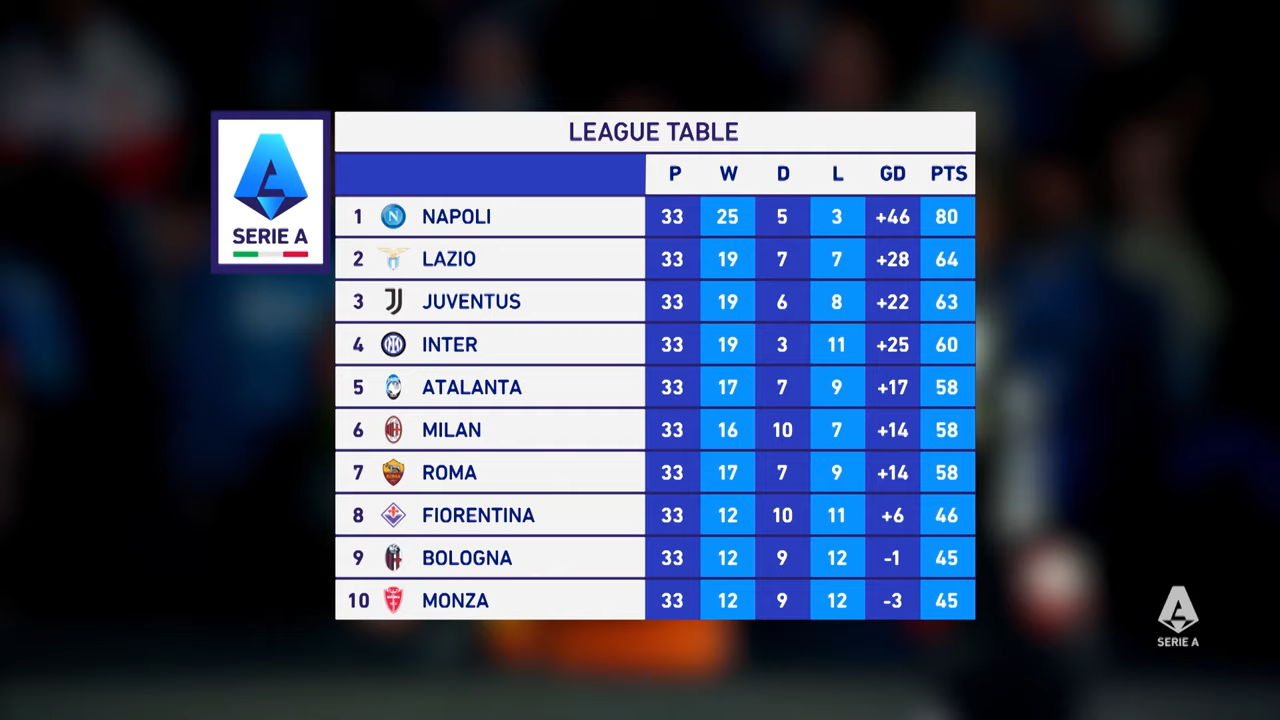 LEAGUE TABLE
P W D L GD PTS
1 NAPOLI 33 25 5 3 +46 80
2 LAZIO 33 19 7 7 +28 64
3 JUVENTUS 33 19 6 8 +22 63
4 INTER 33 19 3 11 +25 60
5 ATALANTA 33 17 7 9 +17 58
6 MILAN 33 16 10 7 +14 58
7 ROMA 33 17 7 9 +14 58
8 FIORENTINA 33 12 10 11 +6 46
9 BOLOGNA 33 12 9 12 -1 45
10 MONZA 33 12 9 12 -3 45
SERIE A
SERIE A